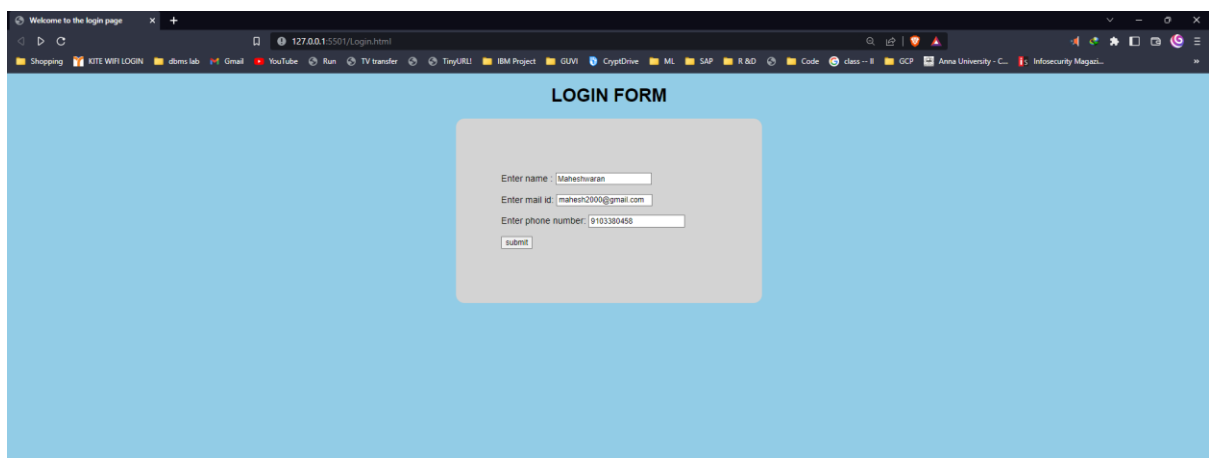 Welcome to the login page
127.0.0.1:5501/Login.html
Shopping KITE WIFI LOGIN dbms lab Gmail YouTube Run TV transfer TinyURL! IBM Project GUVI CryptDrive ML SAP R &D Code class -- II GCP Anna University - C... Infosecurity Magazi... »
LOGIN FORM
Enter name : Maheshwaran
Enter mail id: mahesh2000@gmail.com
Enter phone number: 9103380458
submit